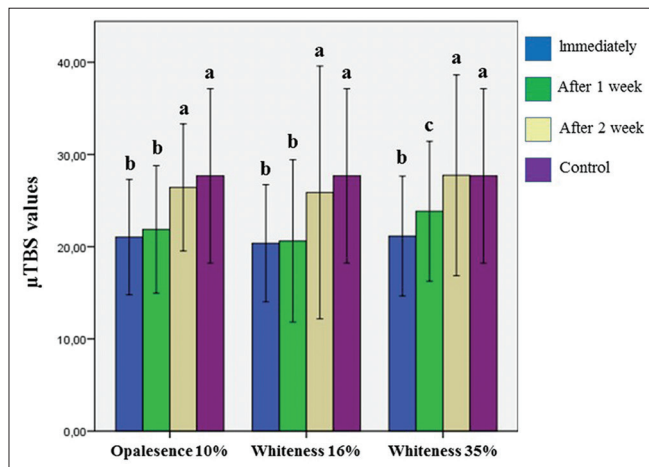 40,00
30,00
20,00
10,00
0,00
µTBS values
b b a a
b b a a
b c a a
Opalesence 10% Whiteness 16% Whiteness 35%
Immediately
After 1 week
After 2 week
Control